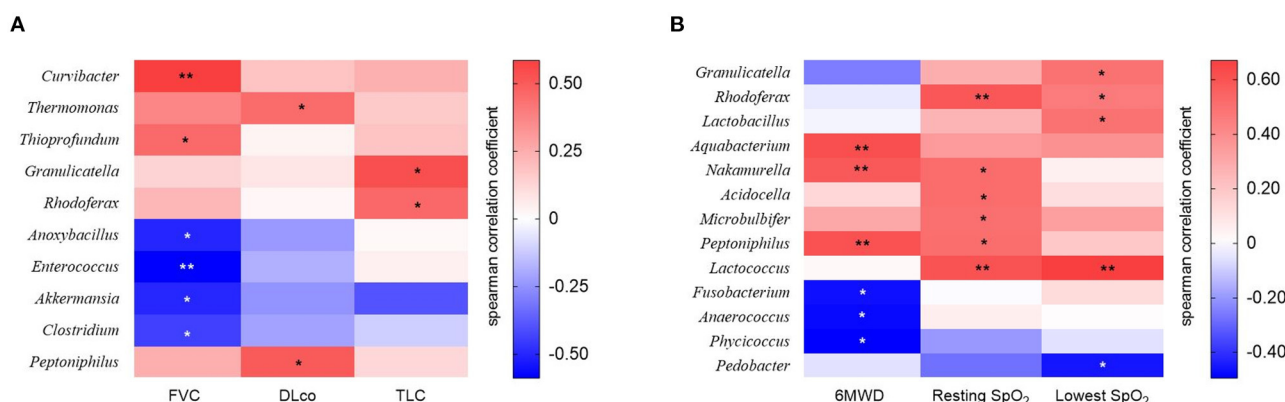 A
Curvibacter
Thermomonas
Thioprofundum
Granulicatella
Rhodoferax
Anoxybacillus
Enterococcus
Akkermansia
Clostridium
Peptoniphilus
**
*
*
*
*
*
**
*
*
*
FVC
DLco
TLC
0.50
0.25
0
-0.25
-0.50
spearman correlation coefficient
B
Granulicatella
Rhodoferax
Lactobacillus
Aquabacterium
Nakamurella
Acidocella
Microbulbifer
Peptoniphilus
Lactococcus
Fusobacterium
Anaerococcus
Phycicoccus
Pedobacter
*
** *
*
**
** *
*
*
** *
** **
*
*
*
*
6MWD
Resting SpO₂
Lowest SpO₂
0.60
0.40
0.20
0
-0.20
-0.40
spearman correlation coefficient